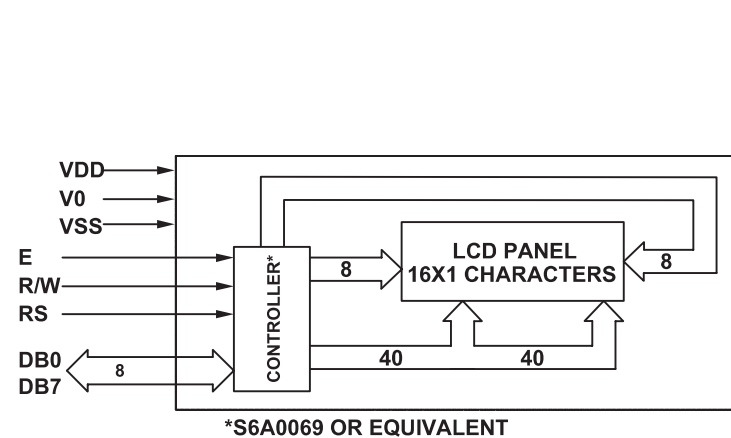 VDD
V0
VSS
E
R/W
RS
DB0
DB7
8
CONTROLLER*
8
LCD PANEL
16X1 CHARACTERS
8
40
40
*S6A0069 OR EQUIVALENT